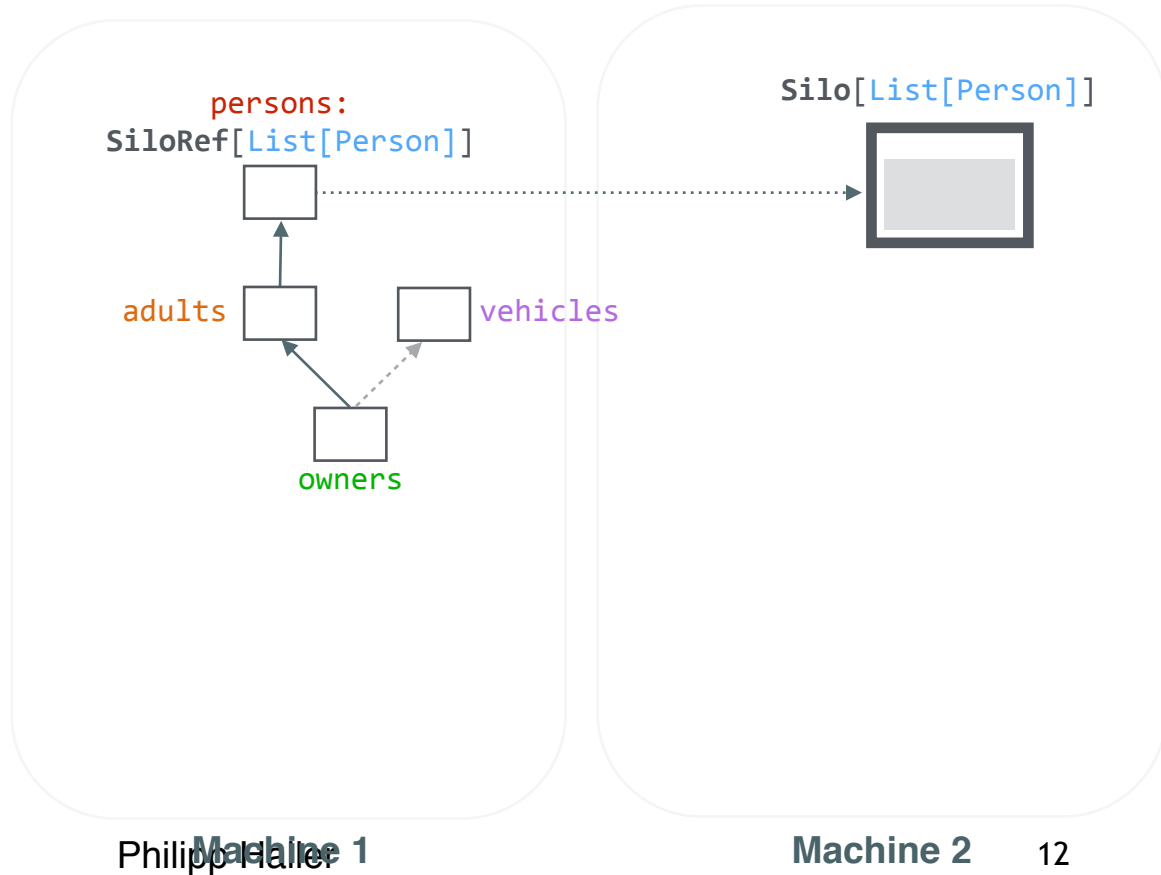 persons:
SiloRef[List[Person]]
Silo[List[Person]]
adults
vehicles
owners
Philipp Haller
Machine 1
Machine 2
12